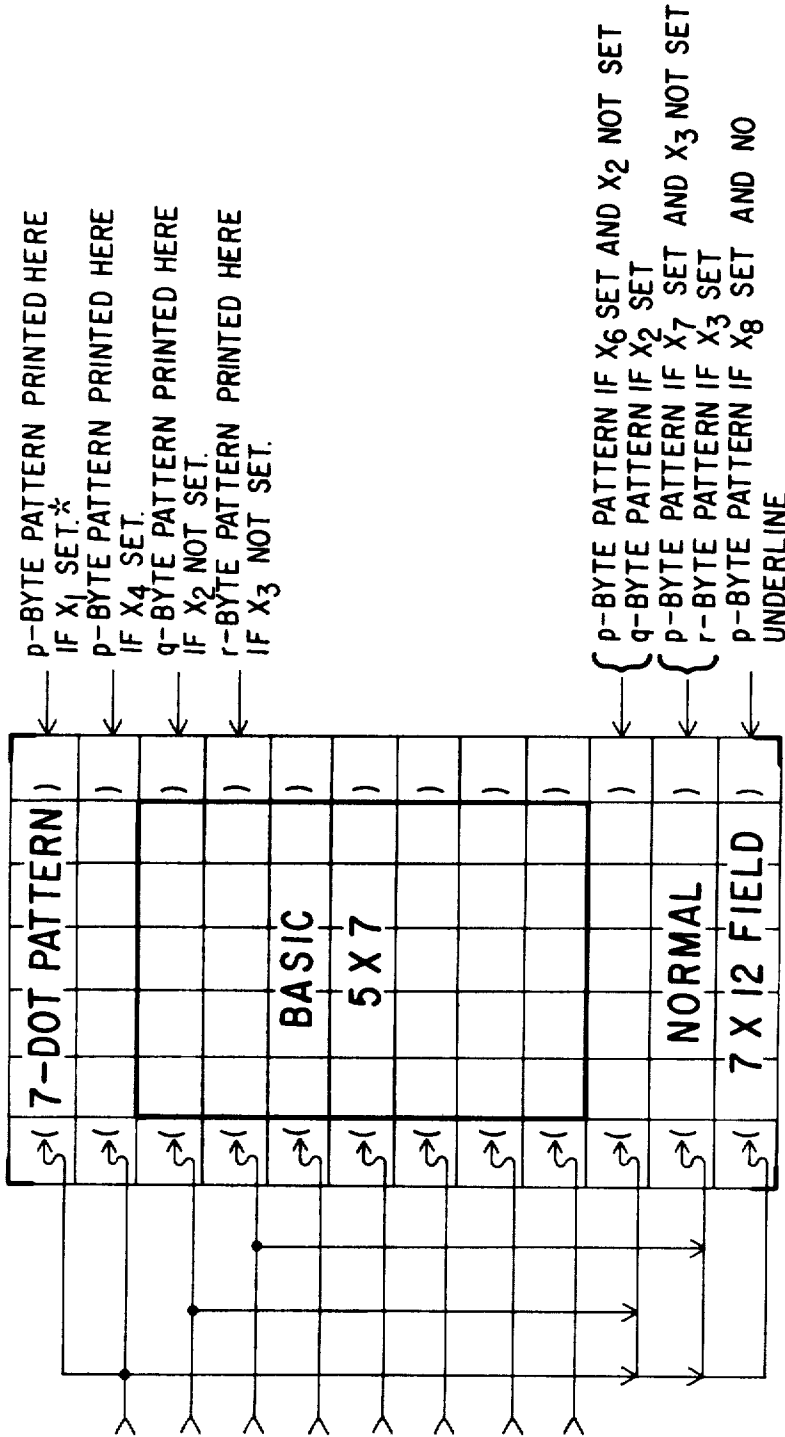 p-BYTE PATTERN PRINTED HERE
IF X1 SET.*
p-BYTE PATTERN PRINTED HERE
IF X4 SET.
q-BYTE PATTERN PRINTED HERE
IF X2 NOT SET.
r-BYTE PATTERN PRINTED HERE
IF X3 NOT SET.
p-BYTE PATTERN IF X6 SET AND X2 NOT SET
q-BYTE PATTERN IF X2 SET
p-BYTE PATTERN IF X7 SET AND X3 NOT SET
r-BYTE PATTERN IF X3 SET
p-BYTE PATTERN IF X8 SET AND NO
UNDERLINE
7-DOT PATTERN
BASIC
5 X 7
NORMAL
7 X 12 FIELD